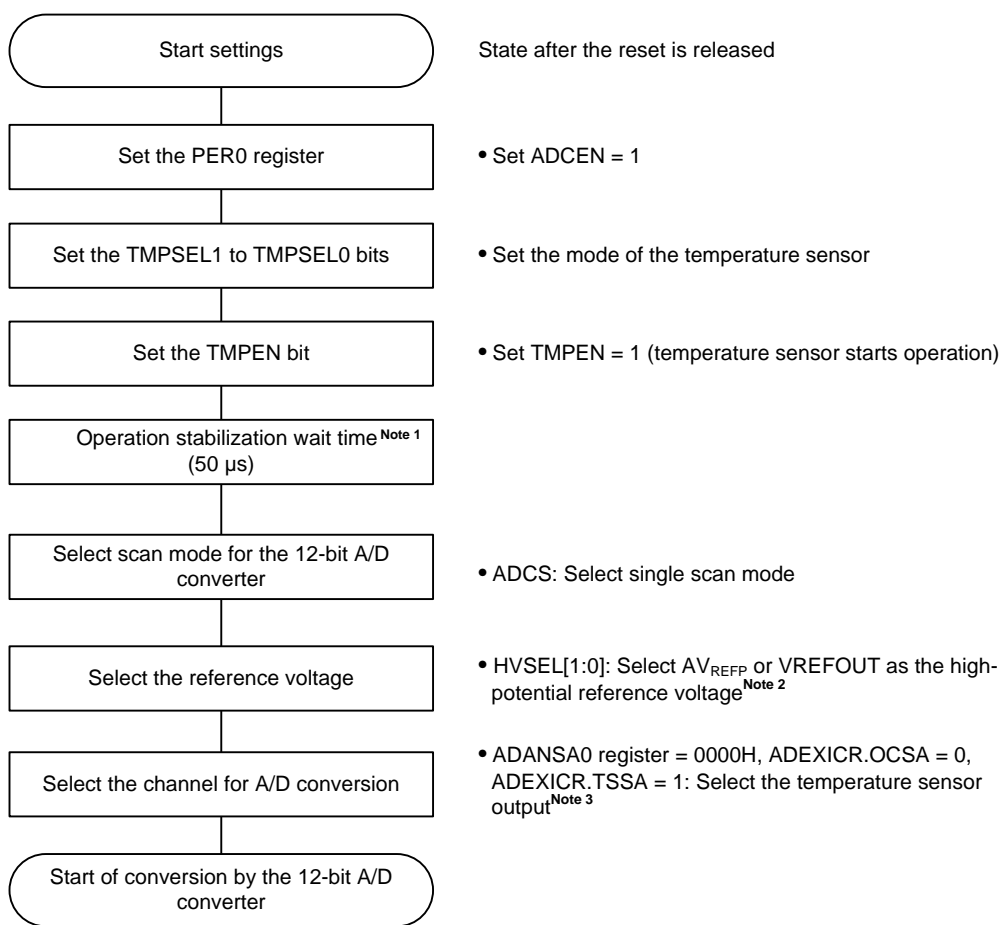 Start settings
State after the reset is released
Set the PER0 register
• Set ADCEN = 1
Set the TMPSEL1 to TMPSEL0 bits
• Set the mode of the temperature sensor
Set the TMPEN bit
• Set TMPEN = 1 (temperature sensor starts operation)
Operation stabilization wait time Note 1
(50 µs)
Select scan mode for the 12-bit A/D
converter
• ADCS: Select single scan mode
Select the reference voltage
• HVSEL[1:0]: Select AVREFP or VREFOUT as the high-
potential reference voltage Note 2
Select the channel for A/D conversion
• ADANSA0 register = 0000H, ADEXICR.OCSA = 0,
ADEXICR.TSSA = 1: Select the temperature sensor
output Note 3
Start of conversion by the 12-bit A/D
converter